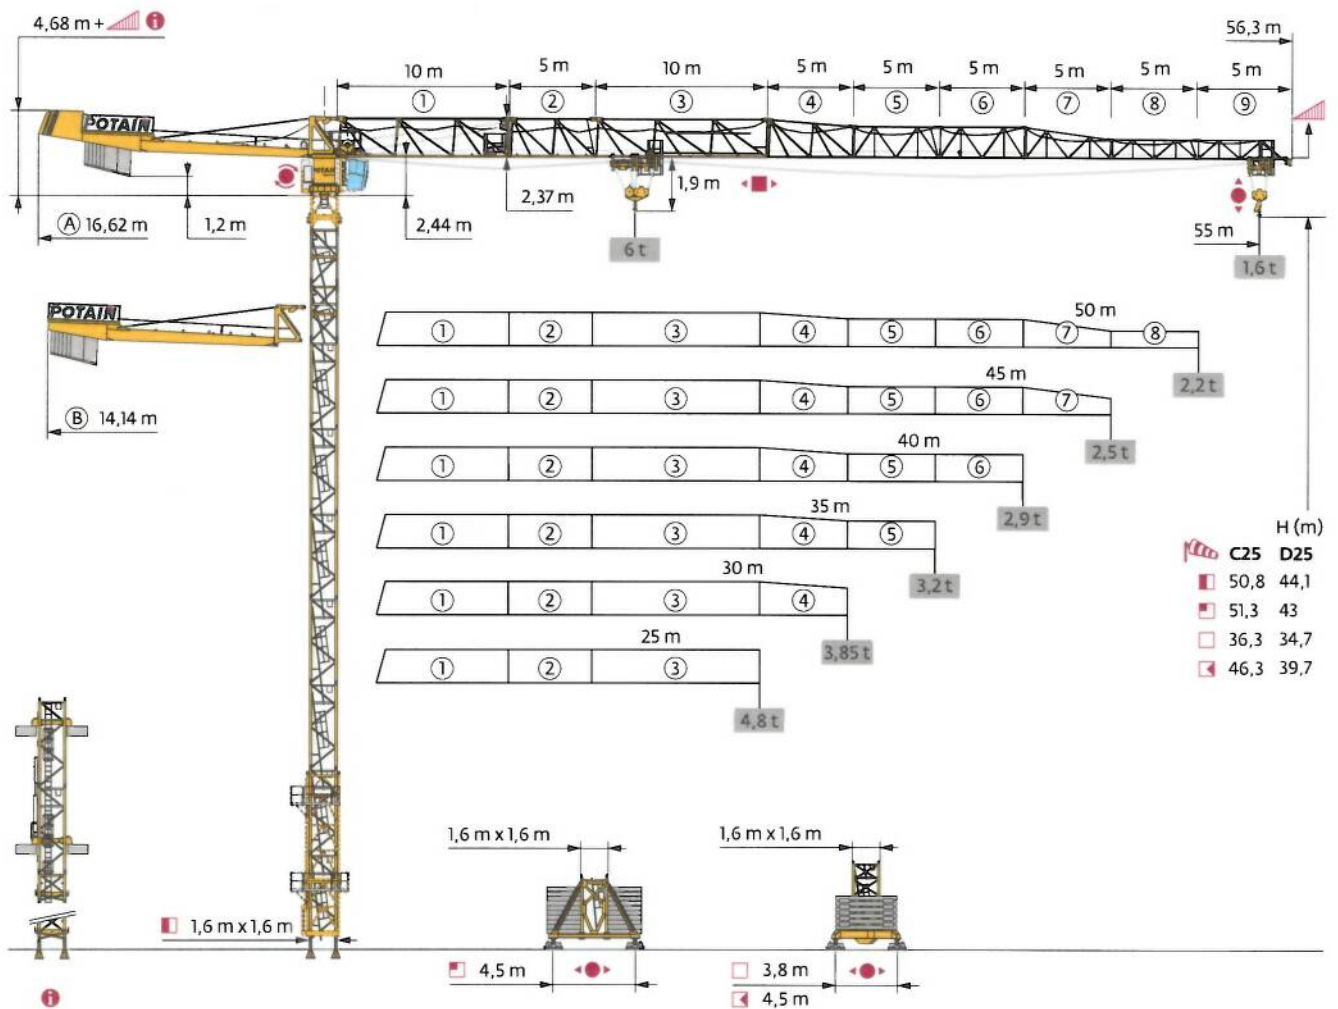 4,68 m +
56,3 m
10 m 5 m 10 m 5 m 5 m 5 m 5 m 5 m 5 m
① ② ③ ④ ⑤ ⑥ ⑦ ⑧ ⑨
POTAIN
2,37 m
1,9 m
Ⓐ 16,62 m
1,2 m
2,44 m
6 t
55 m
1,6 t
POTAIN
Ⓑ 14,14 m
50 m
① ② ③ ④ ⑤ ⑥ ⑦ ⑧
2,2 t
45 m
① ② ③ ④ ⑤ ⑥ ⑦
2,5 t
40 m
① ② ③ ④ ⑤ ⑥
2,9 t
35 m
① ② ③ ④ ⑤
3,2 t
30 m
① ② ③ ④
3,85 t
25 m
① ② ③
4,8 t
H (m)
C25 D25
50,8 44,1
51,3 43
36,3 34,7
46,3 39,7
1,6 m x 1,6 m
1,6 m x 1,6 m
1,6 m x 1,6 m
4,5 m
3,8 m
4,5 m